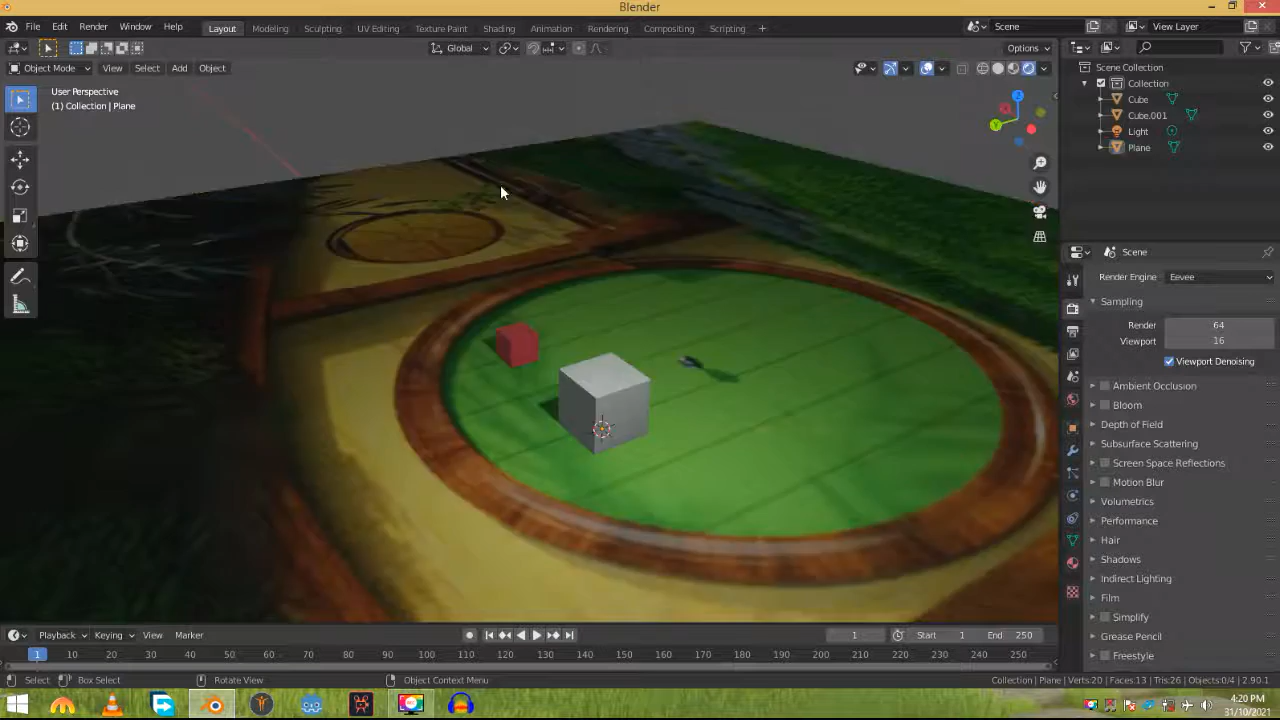 Blender
File Edit Render Window Help Layout Modeling Sculpting UV Editing Texture Paint Shading Animation Rendering Compositing Scripting + Scene View Layer
Global Options
Object Mode View Select Add Object
User Perspective
(1) Collection | Plane
Z
Y
Scene Collection
Collection
Cube
Cube.001
Light
Plane
Scene
Render Engine Eevee
Sampling
Render 64
Viewport 16
Viewport Denoising
Ambient Occlusion
Bloom
Depth of Field
Subsurface Scattering
Screen Space Reflections
Motion Blur
Volumetrics
Performance
Hair
Shadows
Indirect Lighting
Film
Simplify
Grease Pencil
Freestyle
Playback Keying View Marker 1 Start 1 End 250
1 10 20 30 40 50 60 70 80 90 100 110 120 130 140 150 160 170 180 190 200 210 220 230 240 250
Select Box Select Rotate View Object Context Menu Collection | Plane | Verts:20 | Faces:13 | Tris:26 | Objects:0/4 | 2.90.1
4:20 PM
31/10/2021